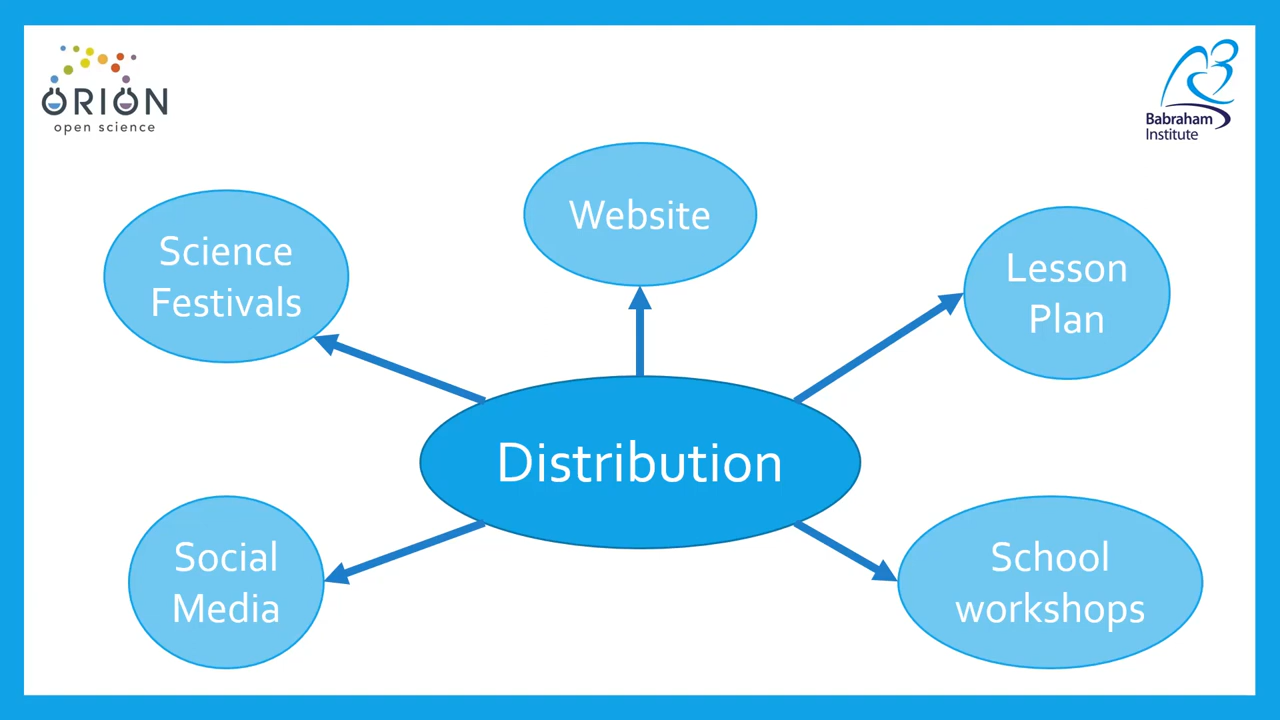 ORION
open science
Babraham
Institute
Website
Science
Festivals
Lesson
Plan
Distribution
Social
Media
School
workshops